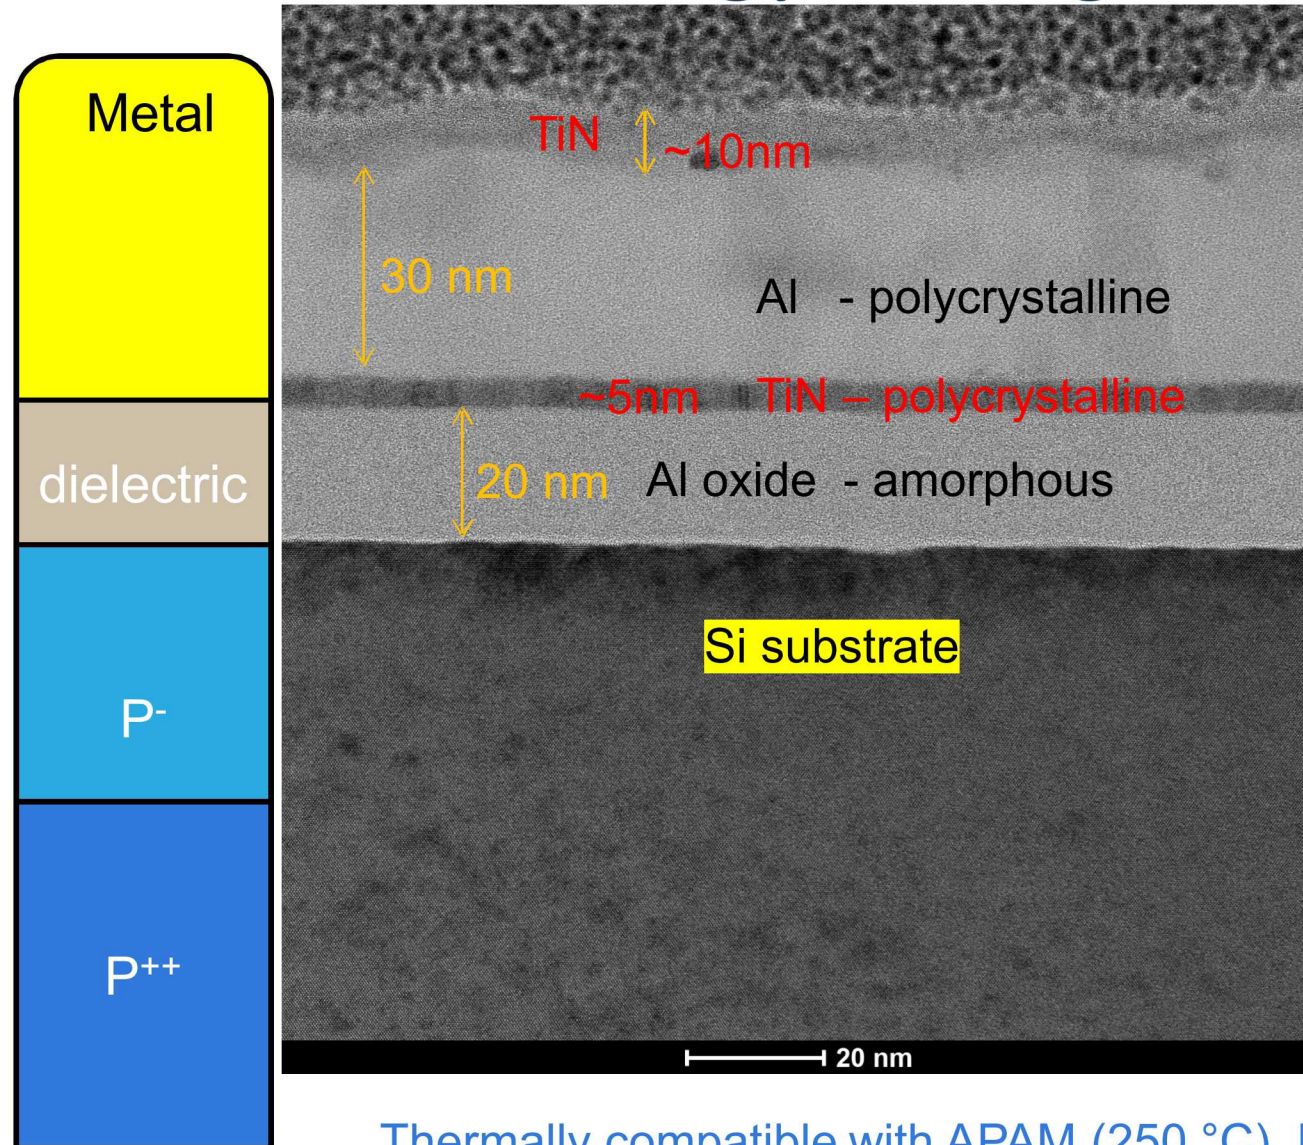 Metal
dielectric
P-
P++
TiN
~10nm
30 nm
Al - polycrystalline
~5nm TiN – polycrystalline
20 nm Al oxide - amorphous
Si substrate
20 nm
Thermally compatible with APAM (250 °C).